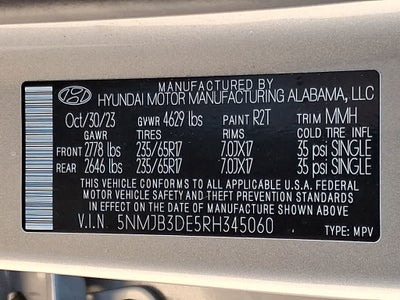 MANUFACTURED BY
HYUNDAI MOTOR MANUFACTURING ALABAMA, LLC
Oct/30/23 GVWR 4629 lbs PAINT R2T TRIM MMH
GAWR TIRES RIMS COLD TIRE INFL
FRONT 2778 lbs 235/65R17 7.0JX17 35 psi SINGLE
REAR 2646 lbs 235/65R17 7.0JX17 35 psi SINGLE
THIS VEHICLE CONFORMS TO ALL APPLICABLE U.S.A. FEDERAL
MOTOR VEHICLE SAFETY AND THEFT PREVENTION STANDARDS
IN EFFECT ON THE DATE OF MANUFACTURE SHOWN ABOVE.
V.I.N. 5NMJB3DE5RH345060
TYPE: MPV